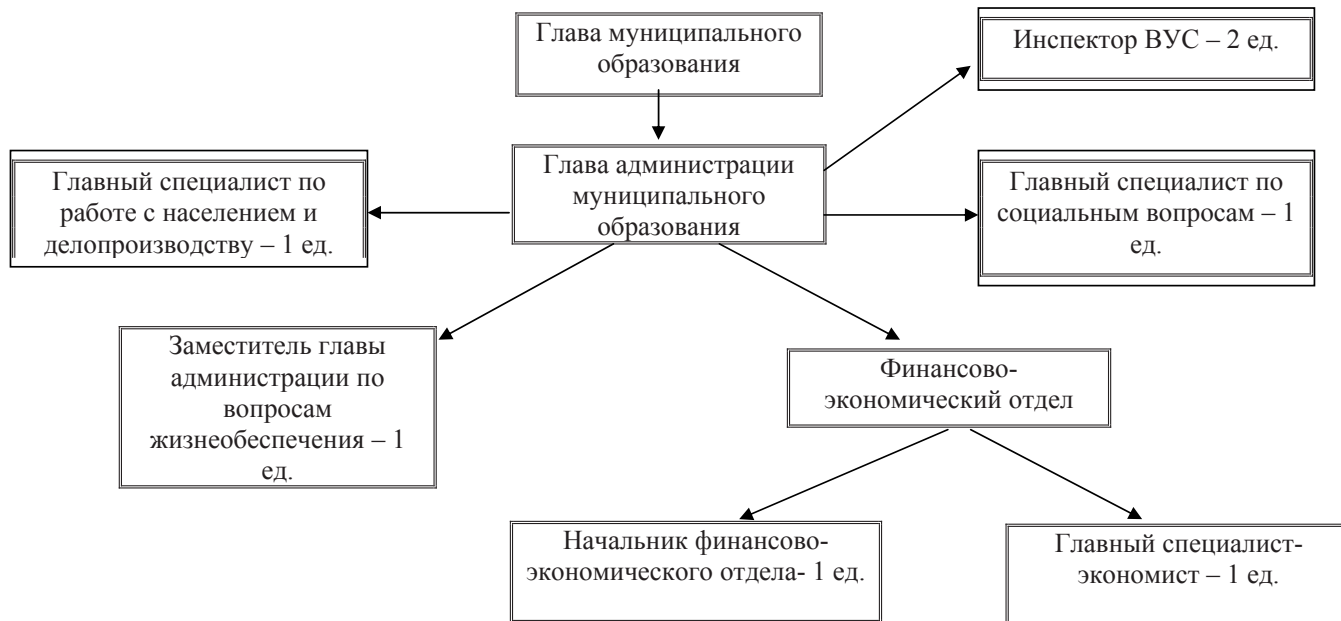 Глава муниципального
образования
Инспектор ВУС – 2 ед.
Главный специалист по
работе с населением и
делопроизводству – 1 ед.
Глава администрации
муниципального
образования
Главный специалист по
социальным вопросам – 1
ед.
Заместитель главы
администрации по
вопросам
жизнеобеспечения – 1
ед.
Финансово-
экономический отдел
Начальник финансово-
экономического отдела- 1 ед.
Главный специалист-
экономист – 1 ед.